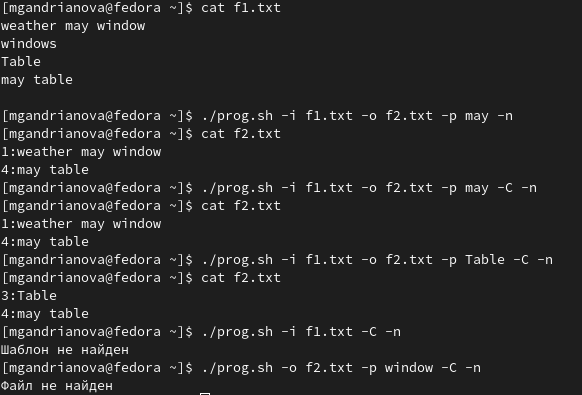 [mgandrianova@fedora ~]$ cat f1.txt
weather may window
windows
Table
may table
[mgandrianova@fedora ~]$ ./prog.sh -i f1.txt -o f2.txt -p may -n
[mgandrianova@fedora ~]$ cat f2.txt
1:weather may window
4:may table
[mgandrianova@fedora ~]$ ./prog.sh -i f1.txt -o f2.txt -p may -C -n
[mgandrianova@fedora ~]$ cat f2.txt
1:weather may window
4:may table
[mgandrianova@fedora ~]$ ./prog.sh -i f1.txt -o f2.txt -p Table -C -n
[mgandrianova@fedora ~]$ cat f2.txt
3:Table
4:may table
[mgandrianova@fedora ~]$ ./prog.sh -i f1.txt -C -n
Шаблон не найден
[mgandrianova@fedora ~]$ ./prog.sh -o f2.txt -p window -C -n
Файл не найден